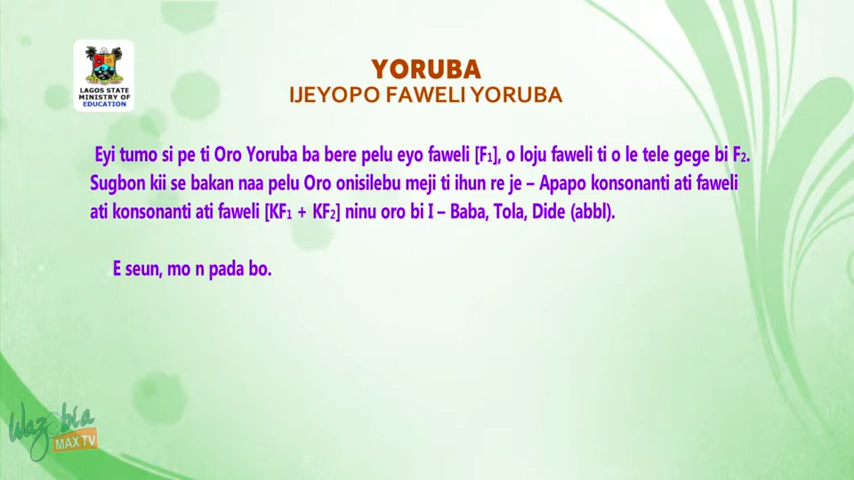 LAGOS STATE
MINISTRY OF
EDUCATION
YORUBA
IJEYOPO FAWELI YORUBA
Eyi tumo si pe ti Oro Yoruba ba bere pelu eyo faweli [F₁], o loju faweli ti o le tele gege bi F₂.
Sugbon kii se bakan naa pelu Oro onisilebu meji ti ihun re je – Apapo konsonanti ati faweli
ati konsonanti ati faweli [KF₁ + KF₂] ninu oro bi I – Baba, Tola, Dide (abbl).
E seun, mo n pada bo.
Wazobia
MAX TV